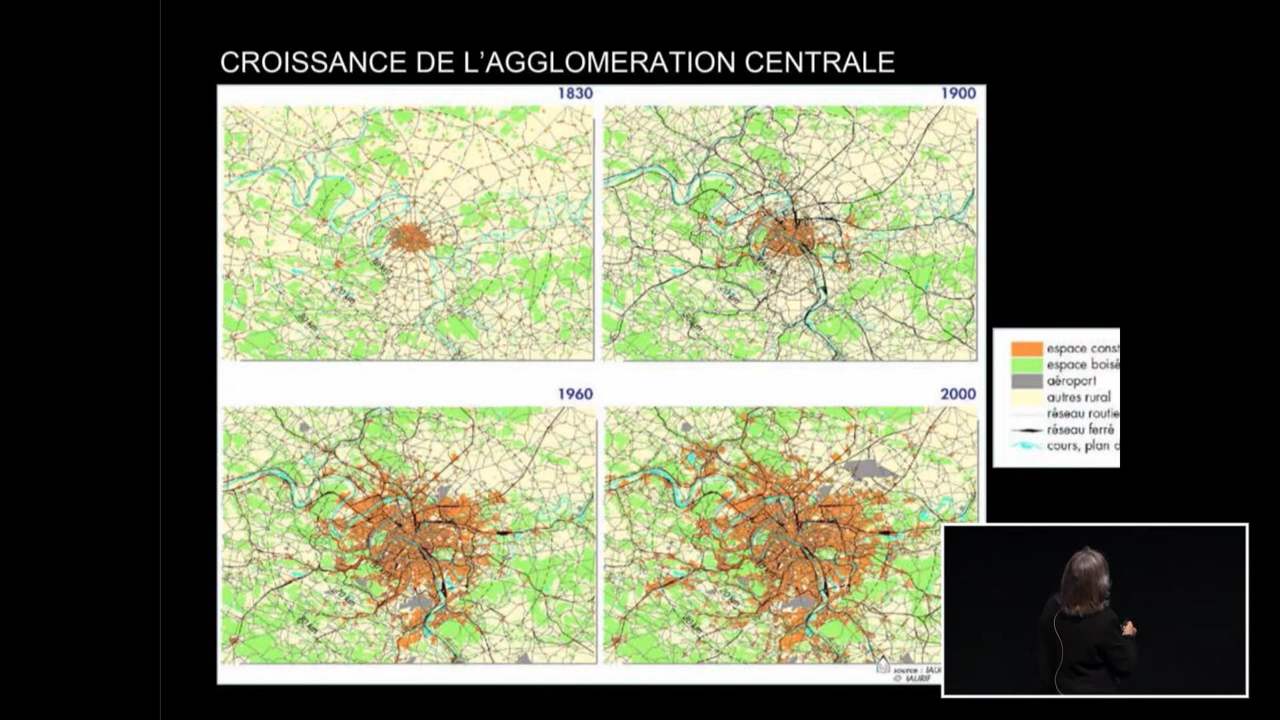 CROISSANCE DE L'AGGLOMERATION CENTRALE
1830
1900
1960
2000
espace const
espace boisé
aéroport
autres rural
réseau routie
réseau ferré
cours, plan d
source : IAU
© IAURIF